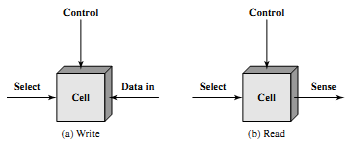 Control
Control
Select
Cell
Data in
Select
Cell
Sense
(a) Write
(b) Read